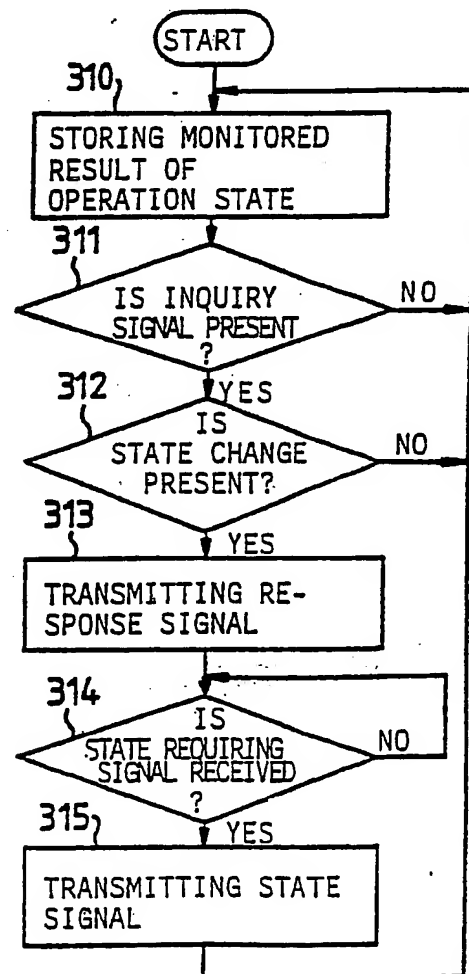 START
310
STORING MONITORED
RESULT OF
OPERATION STATE
311
IS INQUIRY
SIGNAL PRESENT
?
NO
YES
312
IS
STATE CHANGE
PRESENT?
NO
YES
313
TRANSMITTING RE-
SPONSE SIGNAL
314
IS
STATE REQUIRING
SIGNAL RECEIVED
?
NO
YES
315
TRANSMITTING STATE
SIGNAL